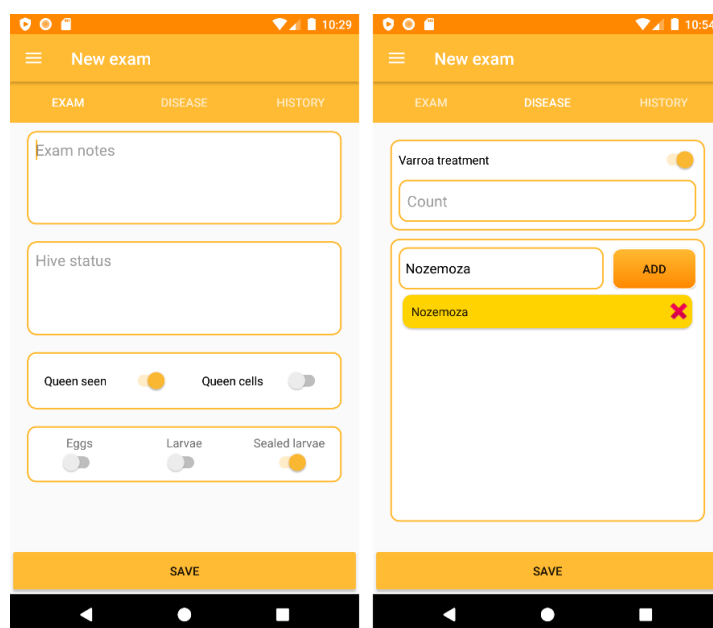 10:29
New exam
EXAM DISEASE HISTORY
Exam notes
Hive status
Queen seen Queen cells
Eggs Larvae Sealed larvae
SAVE
10:54
New exam
EXAM DISEASE HISTORY
Varroa treatment
Count
Nozemoza ADD
Nozemoza
SAVE